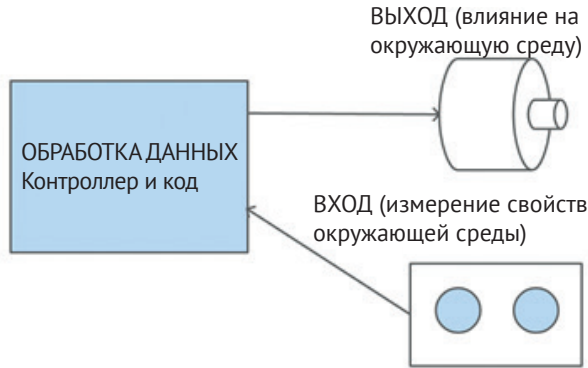 ВЫХОД (влияние на
окружающую среду)
ОБРАБОТКА ДАННЫХ
Контроллер и код
ВХОД (измерение свойств
окружающей среды)